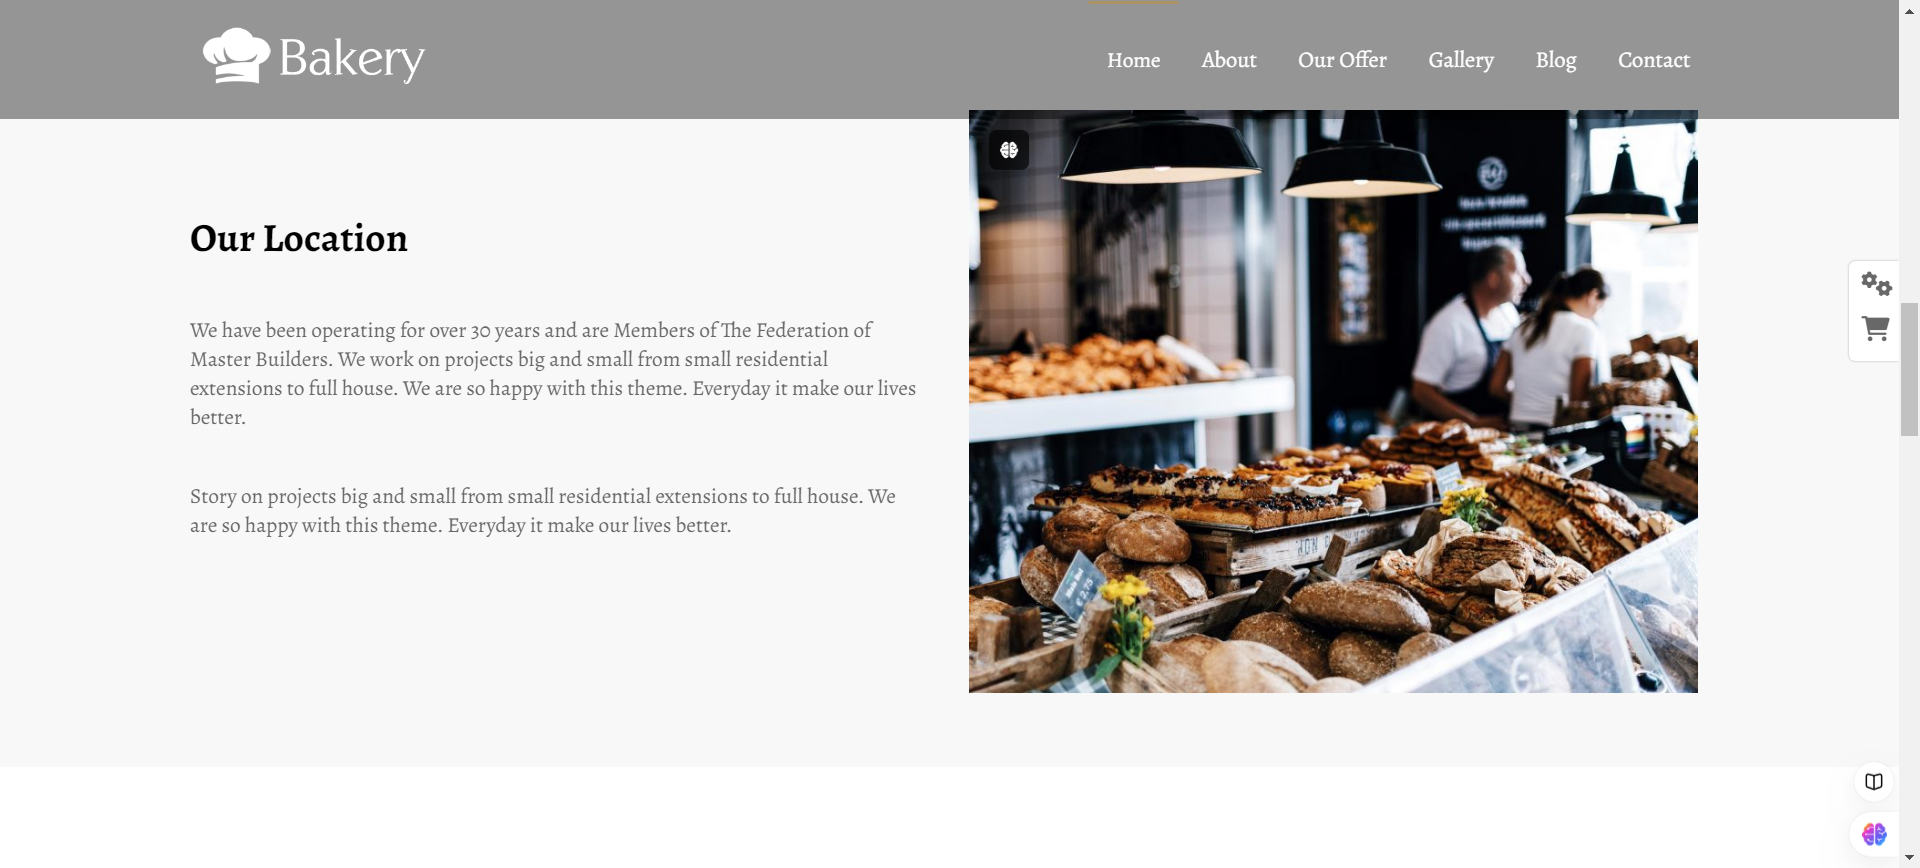 Bakery
Home About Our Offer Gallery Blog Contact
Our Location
We have been operating for over 30 years and are Members of The Federation of
Master Builders. We work on projects big and small from small residential
extensions to full house. We are so happy with this theme. Everyday it make our lives
better.
Story on projects big and small from small residential extensions to full house. We
are so happy with this theme. Everyday it make our lives better.
€ 2,75